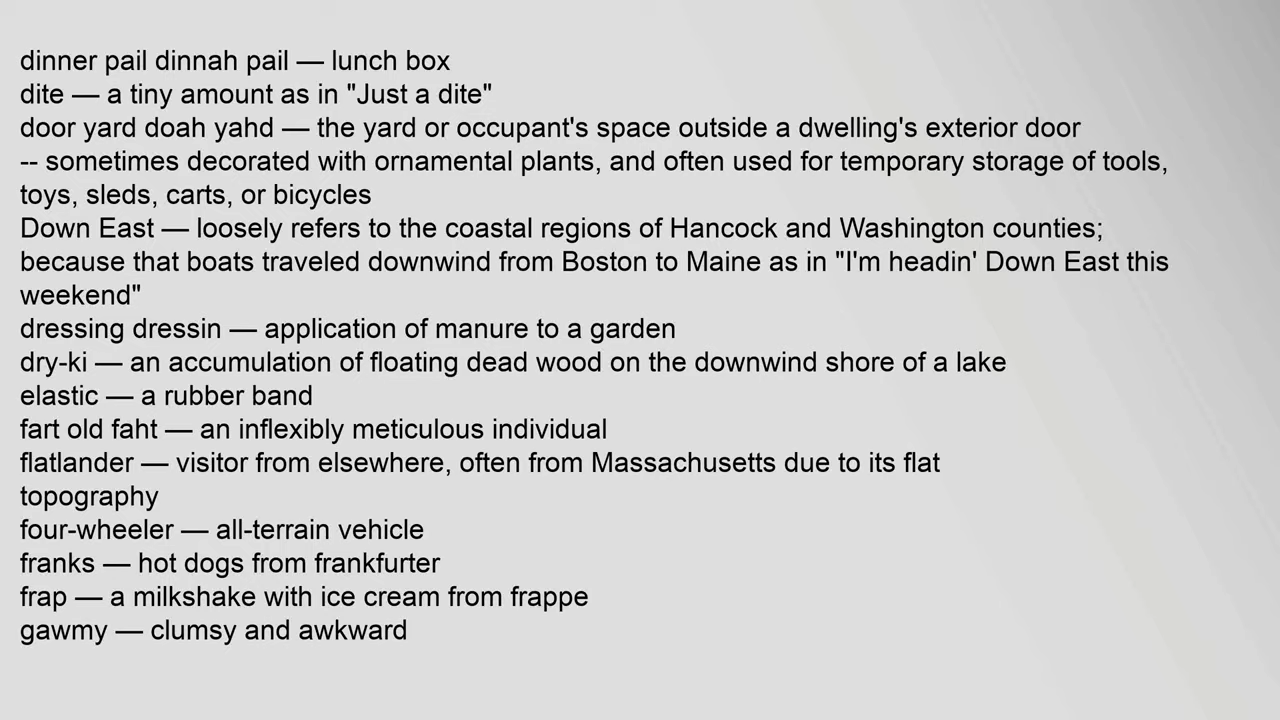 dinner pail dinnah pail — lunch box
dite — a tiny amount as in "Just a dite"
door yard doah yahd — the yard or occupant's space outside a dwelling's exterior door
-- sometimes decorated with ornamental plants, and often used for temporary storage of tools,
toys, sleds, carts, or bicycles
Down East — loosely refers to the coastal regions of Hancock and Washington counties;
because that boats traveled downwind from Boston to Maine as in "I'm headin' Down East this
weekend"
dressing dressin — application of manure to a garden
dry-ki — an accumulation of floating dead wood on the downwind shore of a lake
elastic — a rubber band
fart old faht — an inflexibly meticulous individual
flatlander — visitor from elsewhere, often from Massachusetts due to its flat
topography
four-wheeler — all-terrain vehicle
franks — hot dogs from frankfurter
frap — a milkshake with ice cream from frappe
gawmy — clumsy and awkward